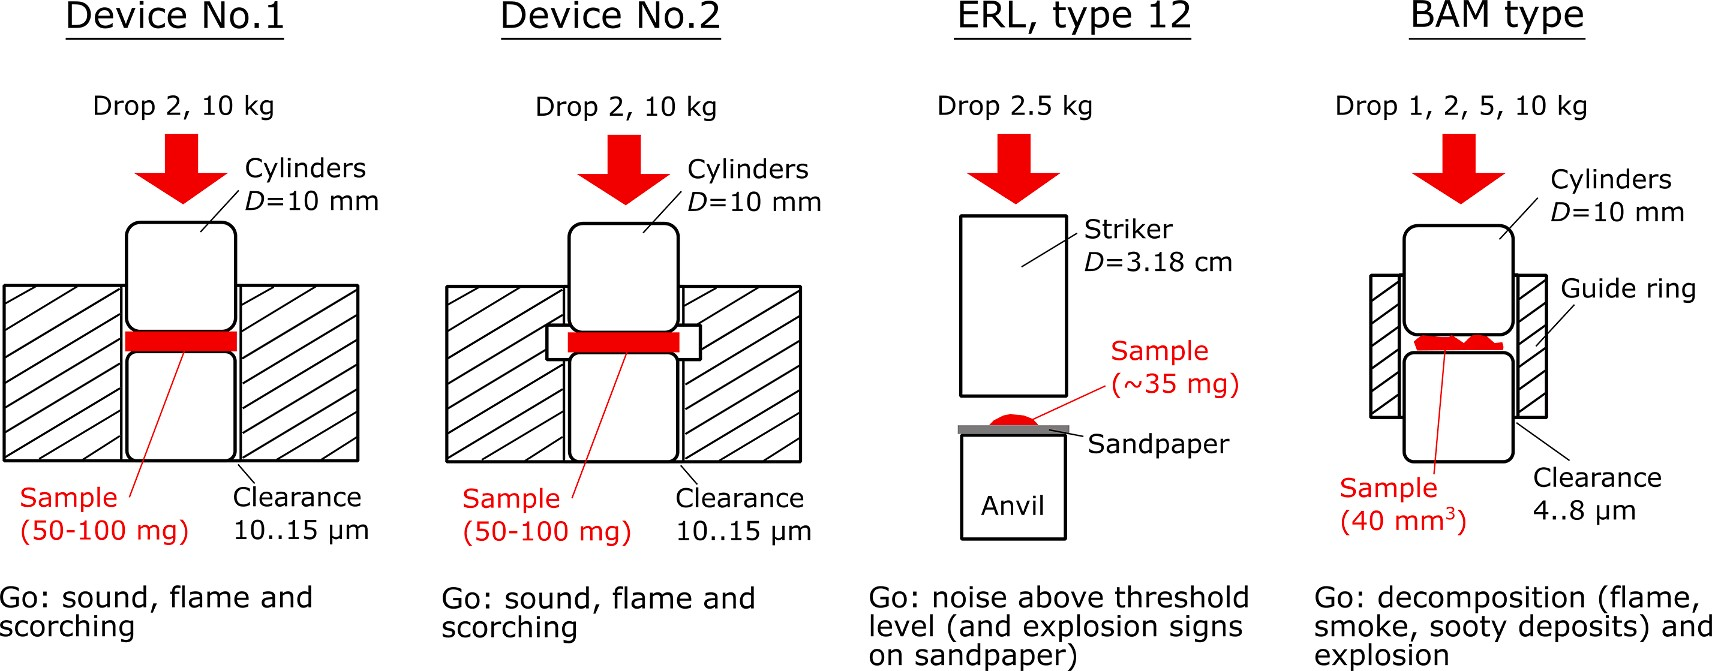 Device No.1
Drop 2, 10 kg
Cylinders
D=10 mm
Sample
(50-100 mg)
Clearance
10..15 µm
Go: sound, flame and
scorching
Device No.2
Drop 2, 10 kg
Cylinders
D=10 mm
Sample
(50-100 mg)
Clearance
10..15 µm
Go: sound, flame and
scorching
ERL, type 12
Drop 2.5 kg
Striker
D=3.18 cm
Sample
(~35 mg)
Sandpaper
Anvil
Go: noise above threshold
level (and explosion signs
on sandpaper)
BAM type
Drop 1, 2, 5, 10 kg
Cylinders
D=10 mm
Guide ring
Sample
(40 mm³)
Clearance
4..8 µm
Go: decomposition (flame,
smoke, sooty deposits) and
explosion